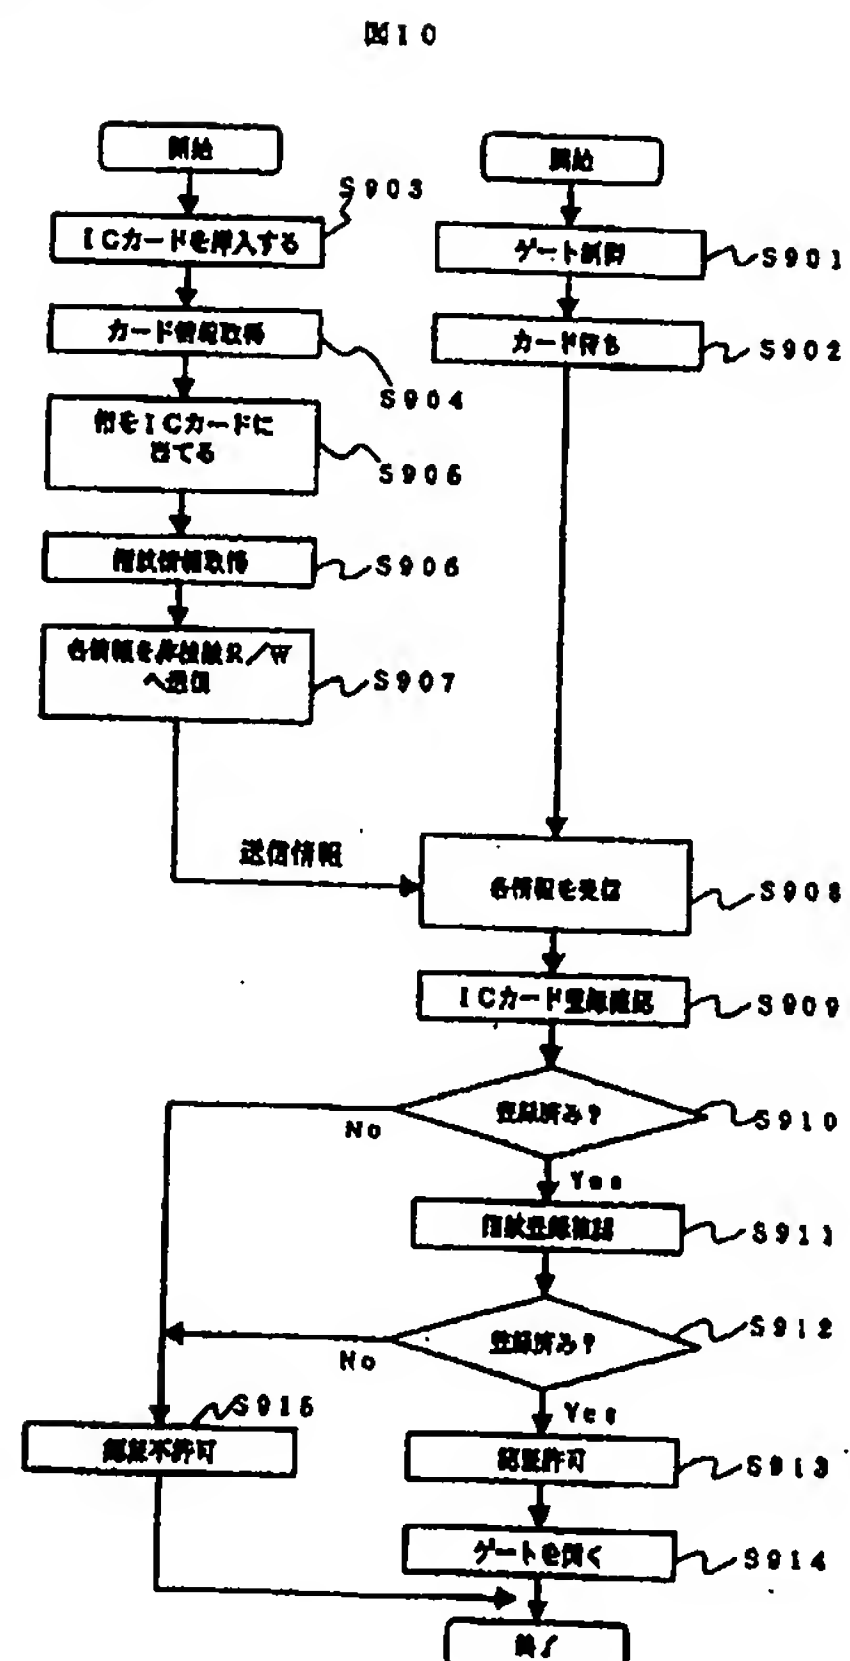 図10
開始
S903
ICカードを挿入する
カード情報取得
S904
指をICカードに
当てる
S905
指紋情報取得
S906
各情報を非接触R/W
へ送信
S907
送信情報
開始
ゲート制御
S901
カード待ち
S902
各情報を受信
S908
ICカード登録確認
S909
登録済み?
S910
No
Yes
指紋登録確認
S911
登録済み?
S912
No
Yes
S915
認証不許可
認証許可
S913
ゲートを開く
S914
終了